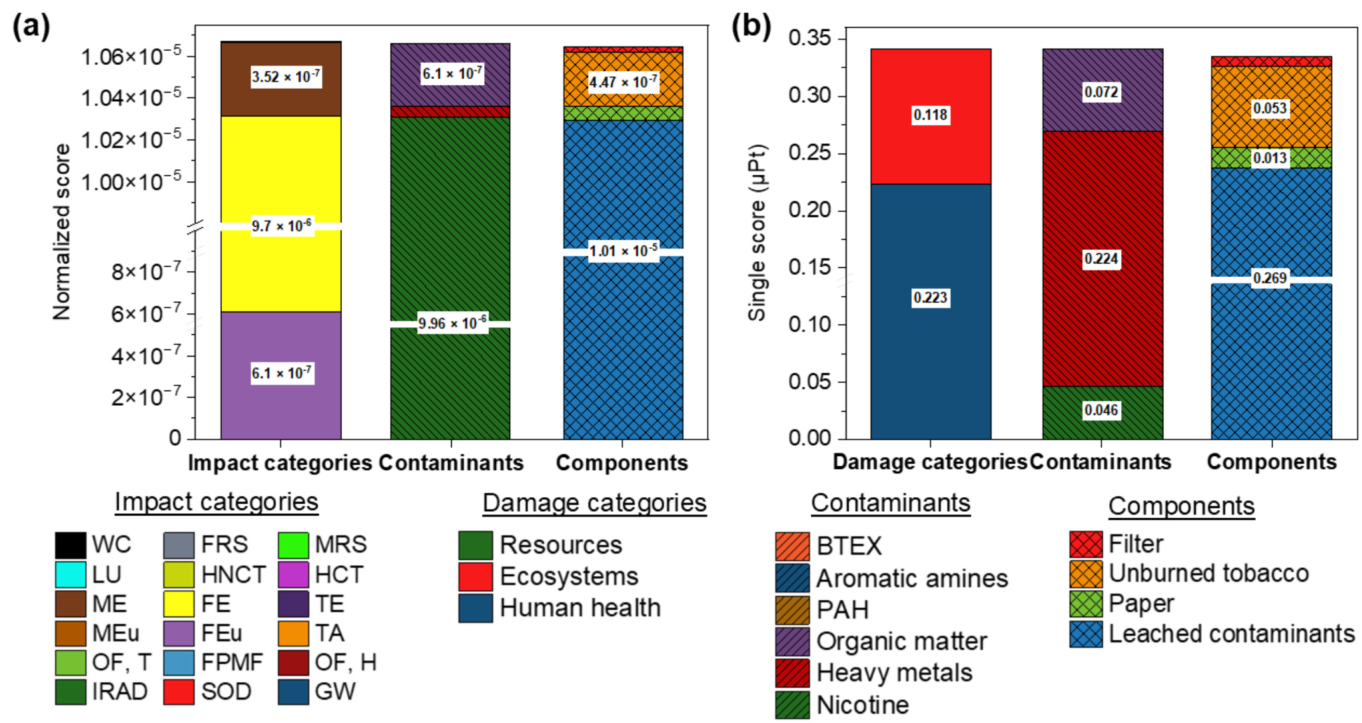 (a)
Normalized score
1.06×10⁻⁵
1.04×10⁻⁵
1.02×10⁻⁵
1.00×10⁻⁵
8×10⁻⁷
6×10⁻⁷
4×10⁻⁷
2×10⁻⁷
0
3.52 × 10⁻⁷
9.7 × 10⁻⁶
6.1 × 10⁻⁷
6.1 × 10⁻⁷
9.96 × 10⁻⁶
4.47 × 10⁻⁷
1.01 × 10⁻⁵
Impact categories Contaminants Components
(b)
Single score (μPt)
0.35
0.30
0.25
0.20
0.15
0.10
0.05
0.00
0.118
0.223
0.072
0.224
0.046
0.053
0.013
0.269
Damage categories Contaminants Components
Impact categories
WC FRS MRS
LU HNCT HCT
ME FE TE
MEu FEu TA
OF, T FPMF OF, H
IRAD SOD GW
Damage categories
Resources
Ecosystems
Human health
Contaminants
BTEX
Aromatic amines
PAH
Organic matter
Heavy metals
Nicotine
Components
Filter
Unburned tobacco
Paper
Leached contaminants